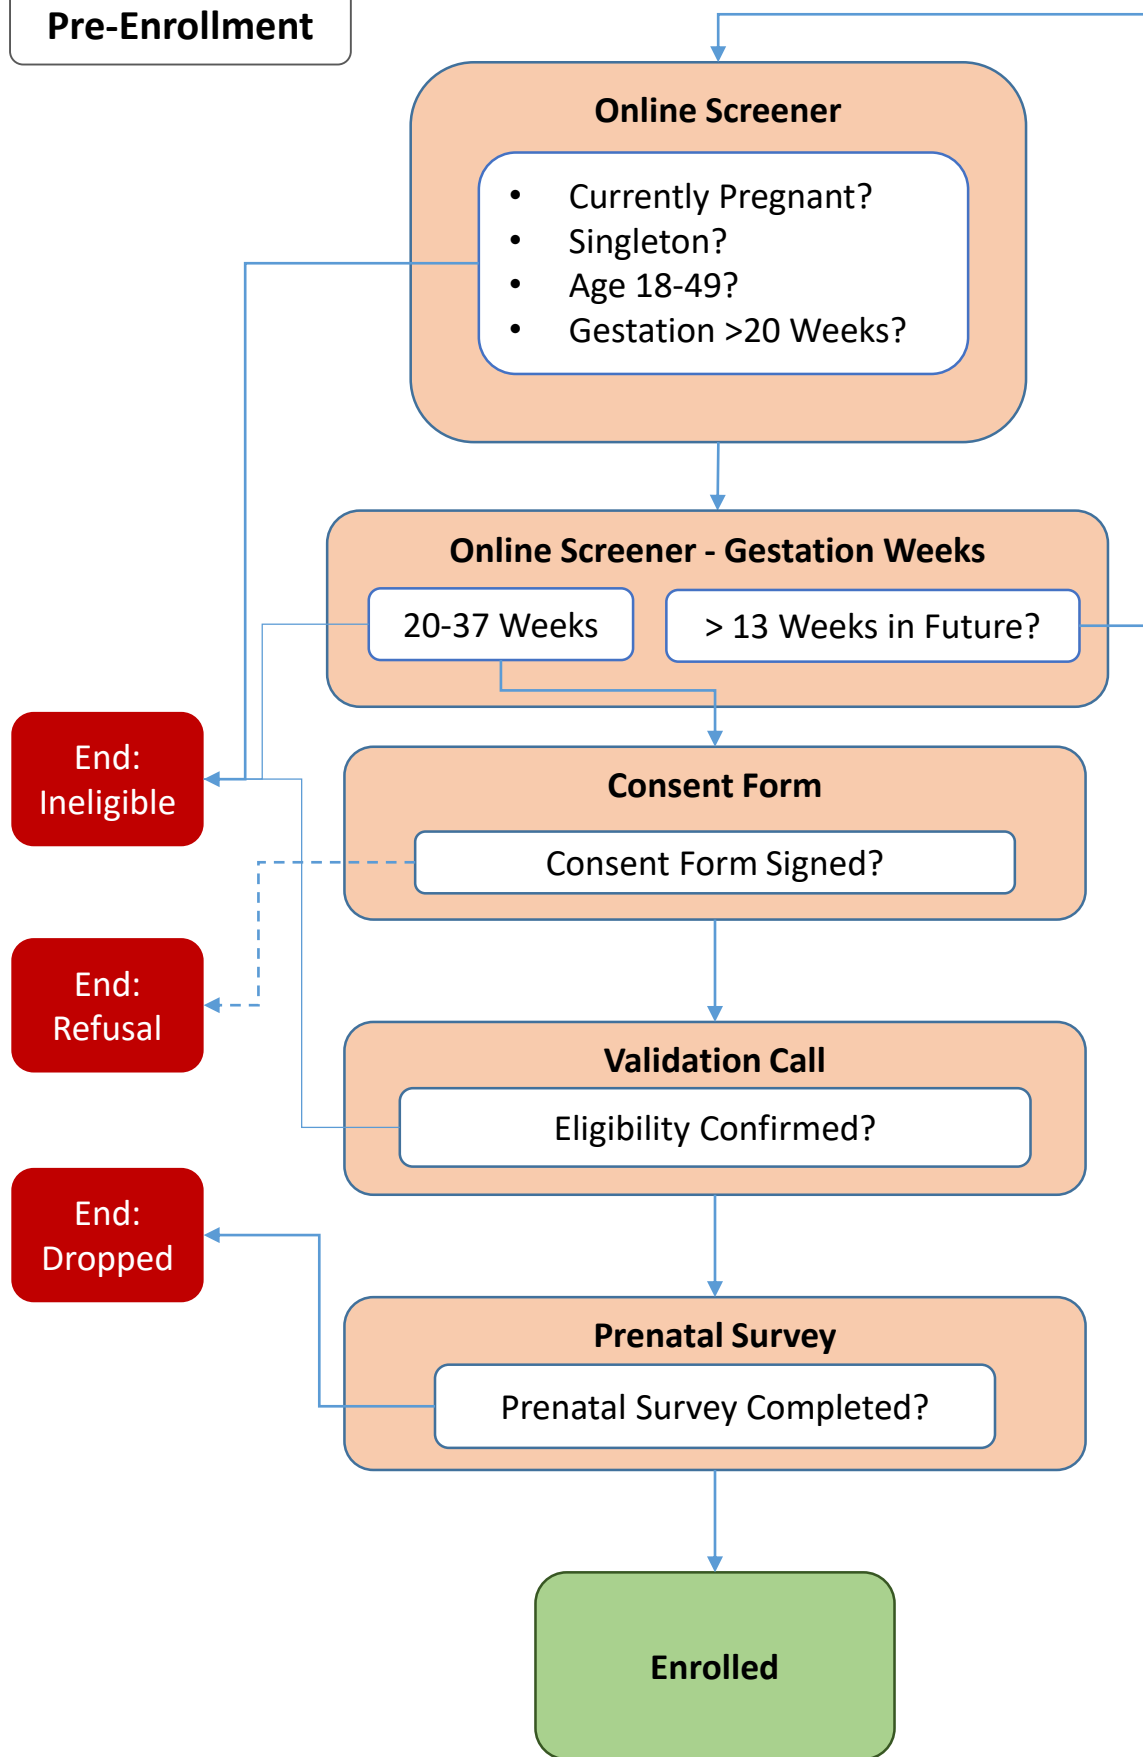 Pre-Enrollment
Online Screener
• Currently Pregnant?
• Singleton?
• Age 18-49?
• Gestation >20 Weeks?
Online Screener - Gestation Weeks
20-37 Weeks
> 13 Weeks in Future?
End:
Ineligible
Consent Form
Consent Form Signed?
End:
Refusal
Validation Call
Eligibility Confirmed?
End:
Dropped
Prenatal Survey
Prenatal Survey Completed?
Enrolled